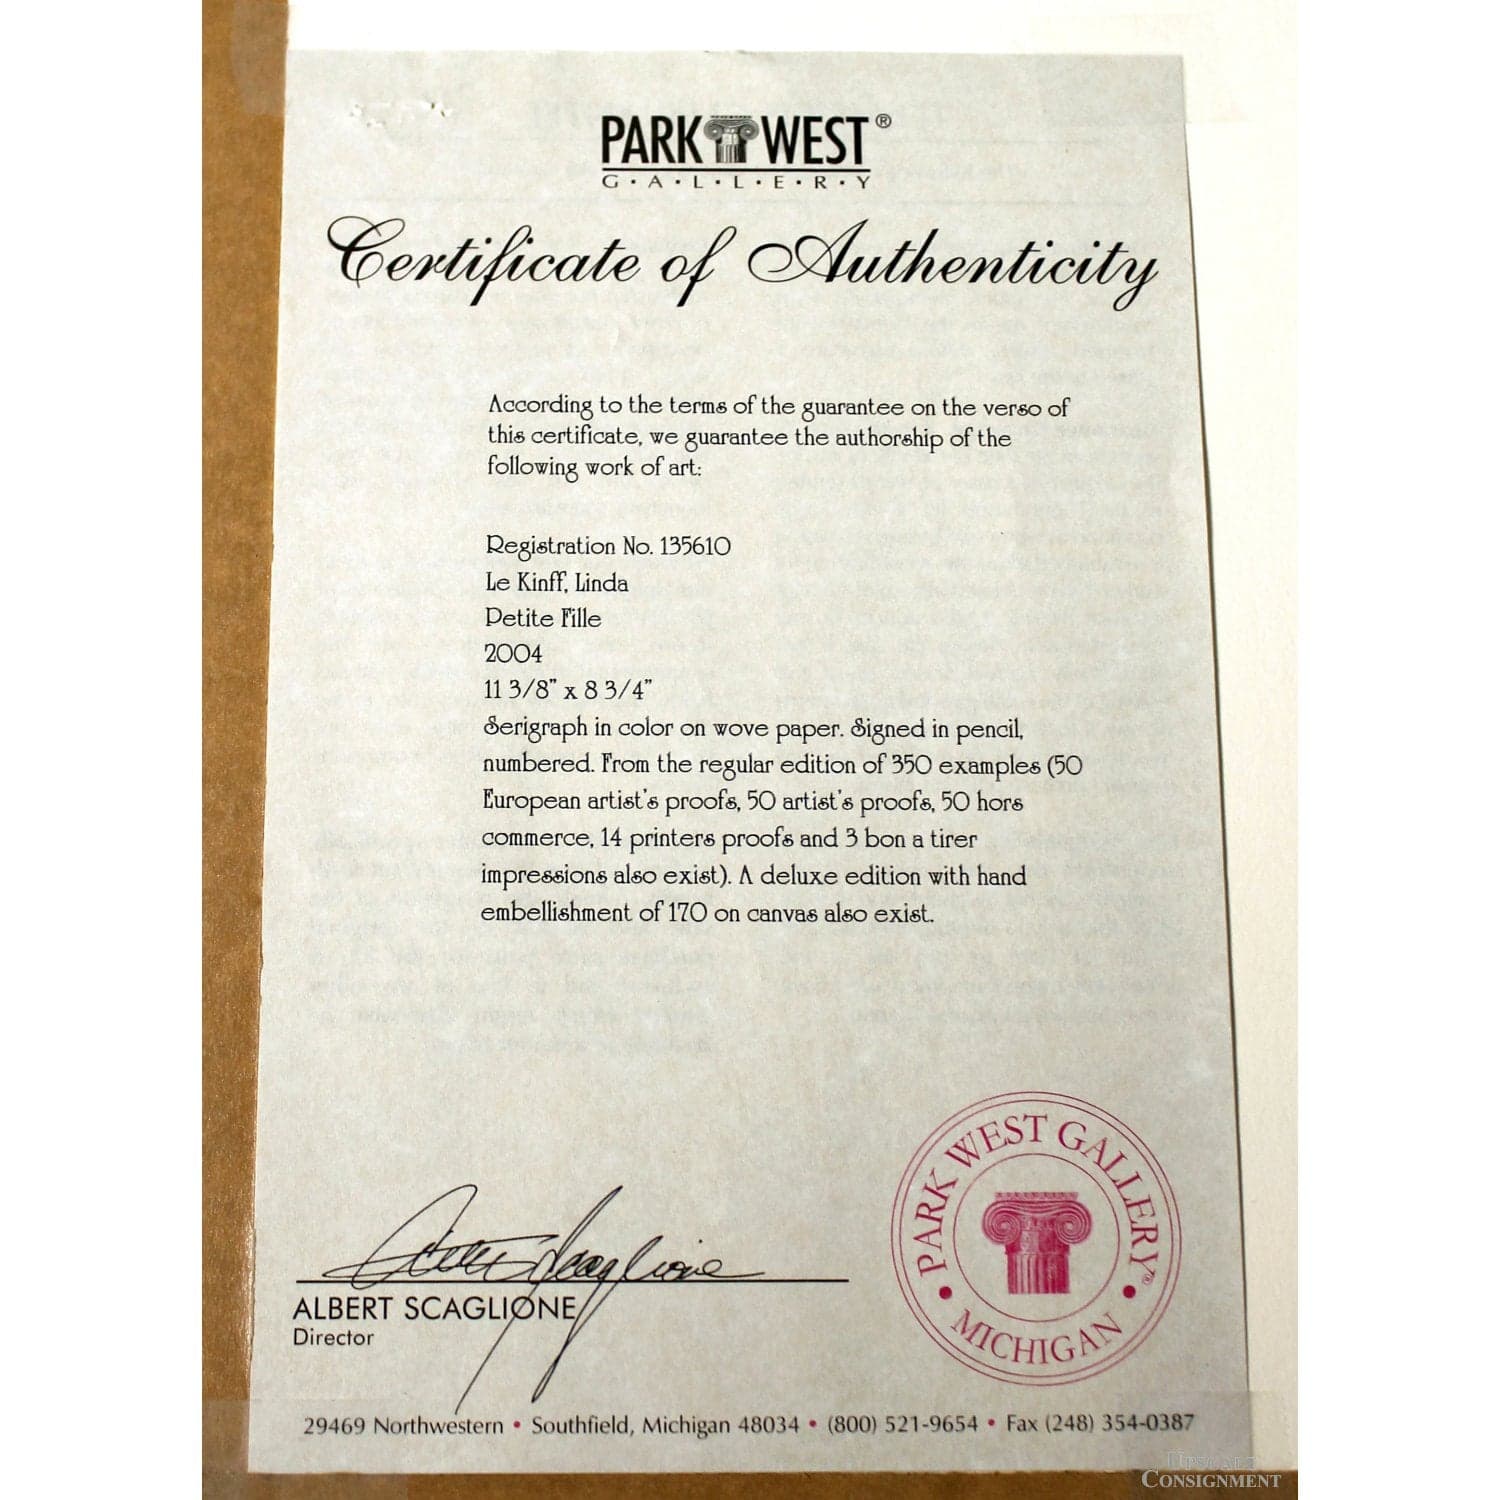 PARK WEST®
G·A·L·L·E·R·Y
Certificate of Authenticity
According to the terms of the guarantee on the verso of
this certificate, we guarantee the authorship of the
following work of art:
Registration No. 135610
Le Kinff, Linda
Petite Fille
2004
11 3/8" x 8 3/4"
Serigraph in color on wove paper. Signed in pencil,
numbered. From the regular edition of 350 examples (50
European artist's proofs, 50 artist's proofs, 50 hors
commerce, 14 printers proofs and 3 bon a tirer
impressions also exist). A deluxe edition with hand
embellishment of 170 on canvas also exist.
PARK WEST GALLERY®
• MICHIGAN •
Albert Scaglione
ALBERT SCAGLIONE
Director
29469 Northwestern • Southfield, Michigan 48034 • (800) 521-9654 • Fax (248) 354-0387
UPSCALE
CONSIGNMENT